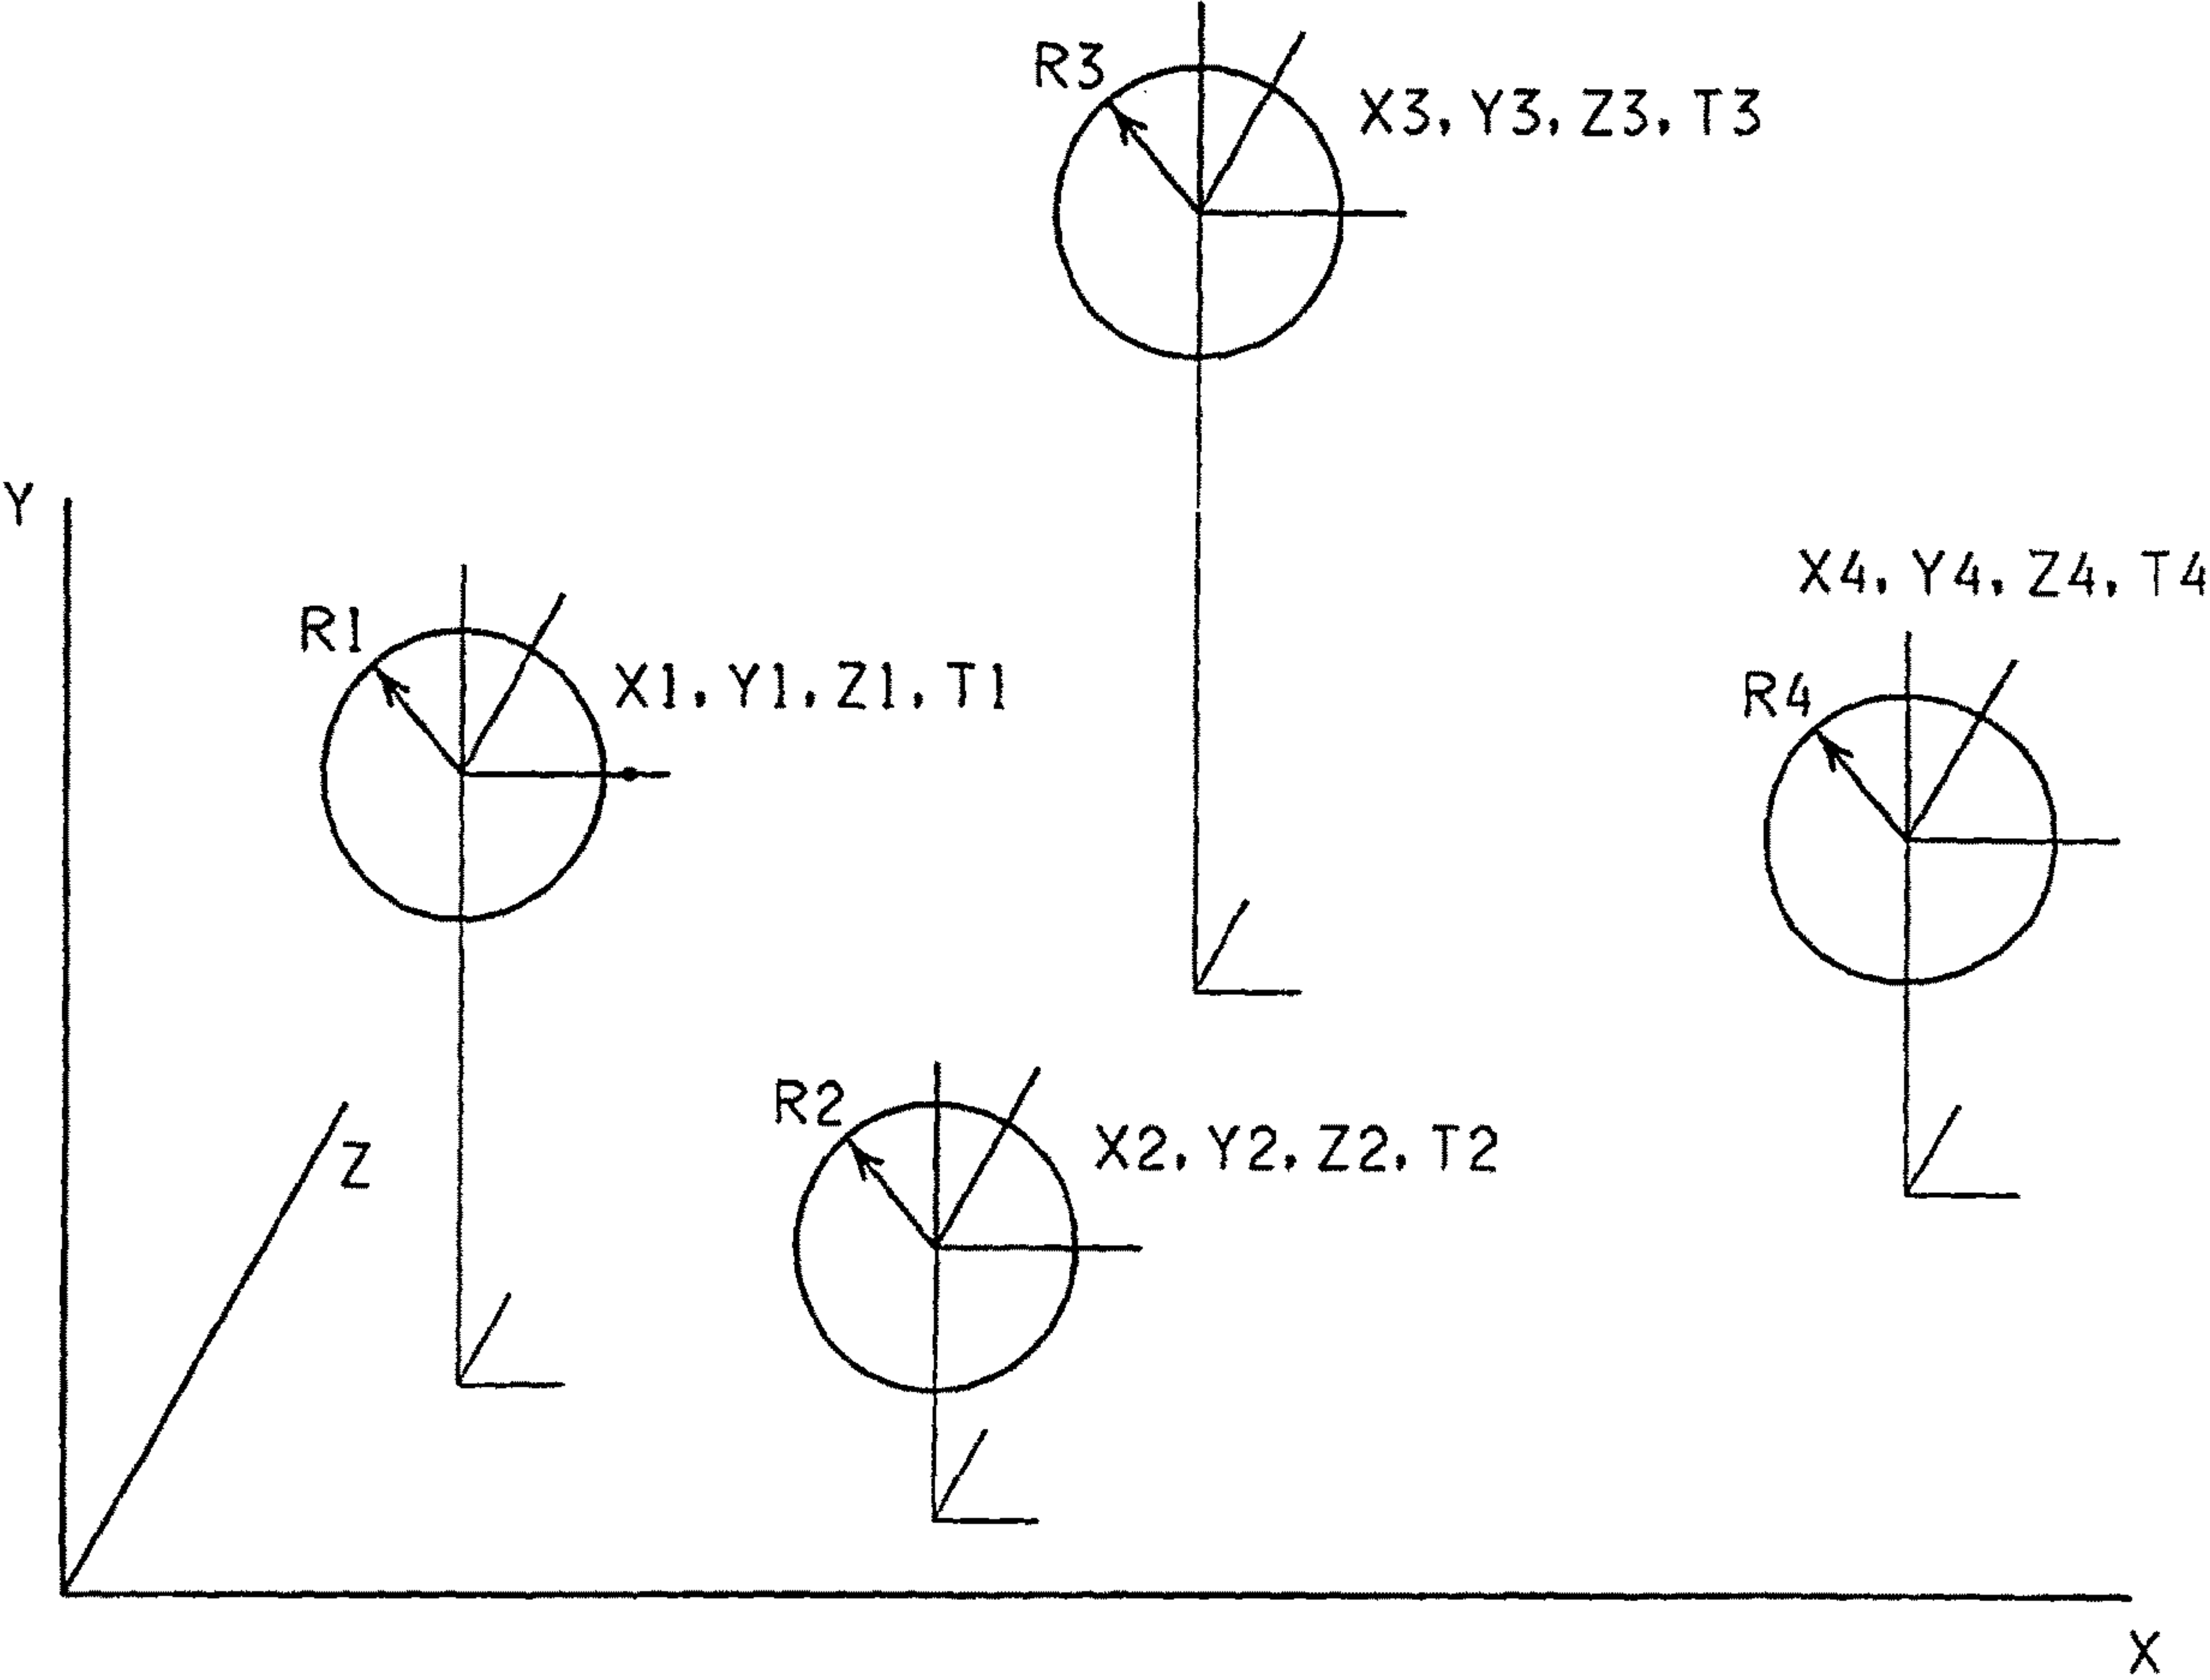 R3
X3, Y3, Z3, T3
Y
X4, Y4, Z4, T4
R1
X1, Y1, Z1, T1
R4
R2
X2, Y2, Z2, T2
Z
X